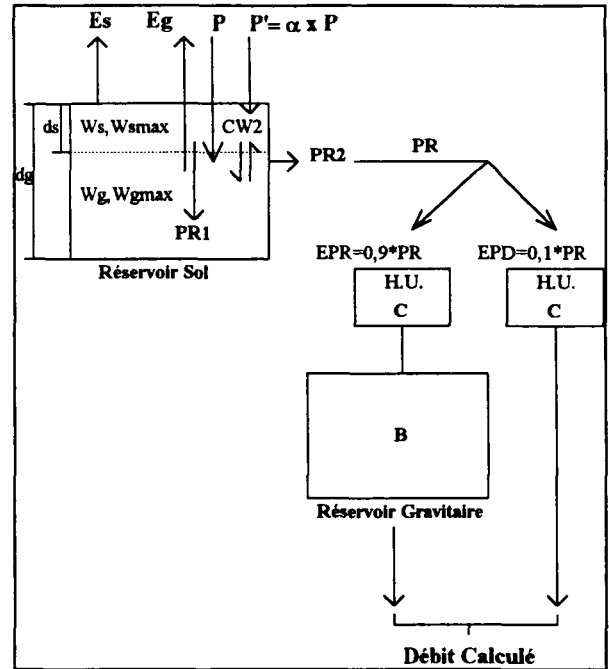 Es Eg P P'= α x P
ds Ws, Wsmax CW2
dg Wg, Wgmax
PR1
PR2 PR
Réservoir Sol
EPR=0,9*PR EPD=0,1*PR
H.U. H.U.
C C
B
Réservoir Gravitaire
Débit Calculé